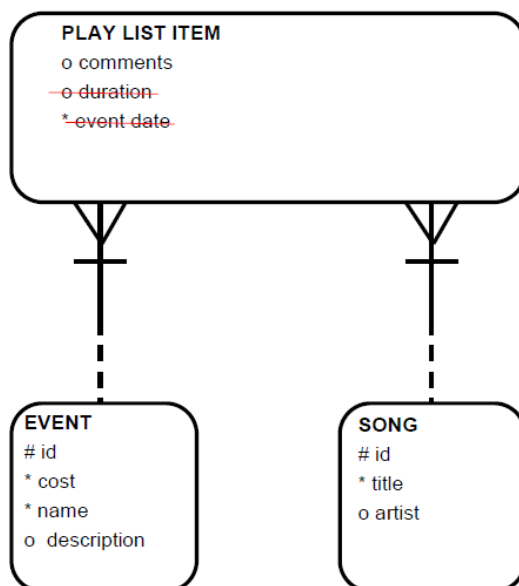 PLAY LIST ITEM
o comments
o duration
* event date
EVENT
# id
* cost
* name
o description
SONG
# id
* title
o artist